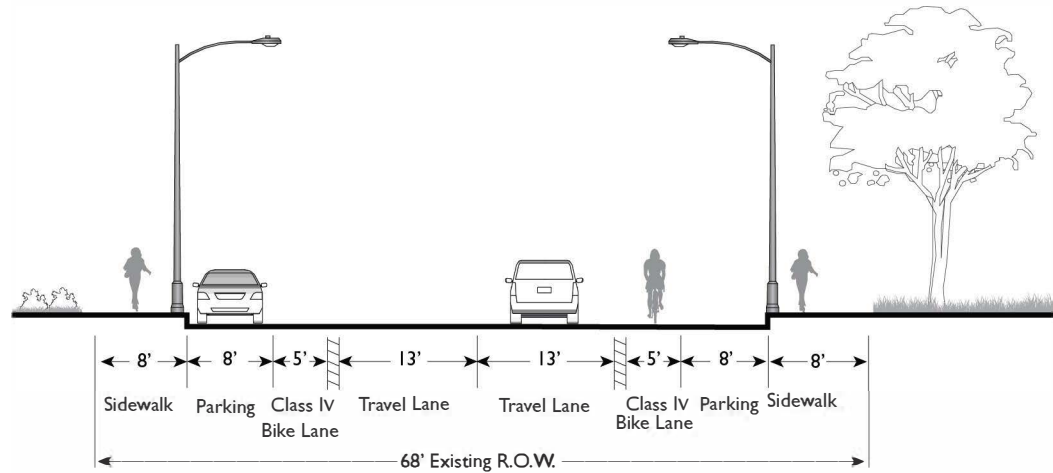 8' 8' 5' 13' 13' 5' 8' 8'
Sidewalk Parking Class IV Travel Lane Travel Lane Class IV Parking Sidewalk
Bike Lane Bike Lane
68' Existing R.O.W.